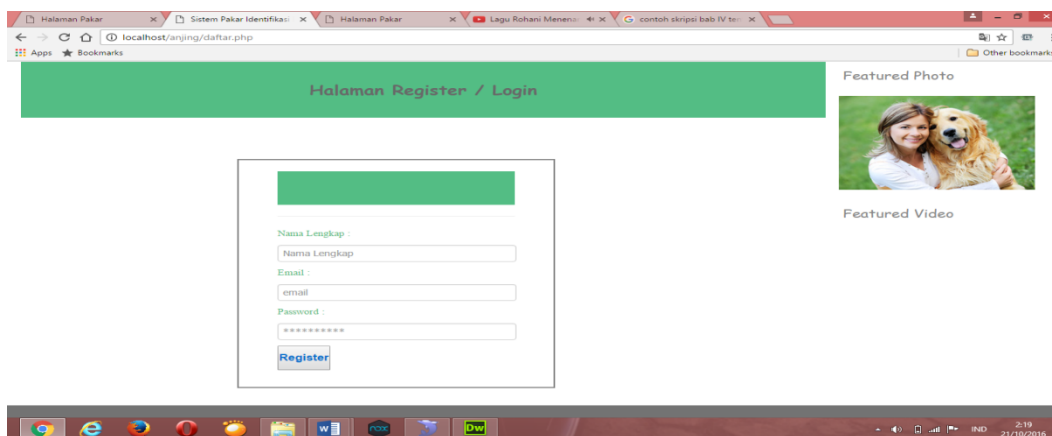 Halaman Pakar
Sistem Pakar Identifikasi
Halaman Pakar
Lagu Rohani Menena
contoh skripsi bab IV ten
localhost/anjing/daftar.php
Apps
Bookmarks
Other bookmarks
Halaman Register / Login
Featured Photo
Featured Video
Nama Lengkap :
Nama Lengkap
Email :
email
Password :
**********
Register
Dw
IND
2:19
21/10/2016